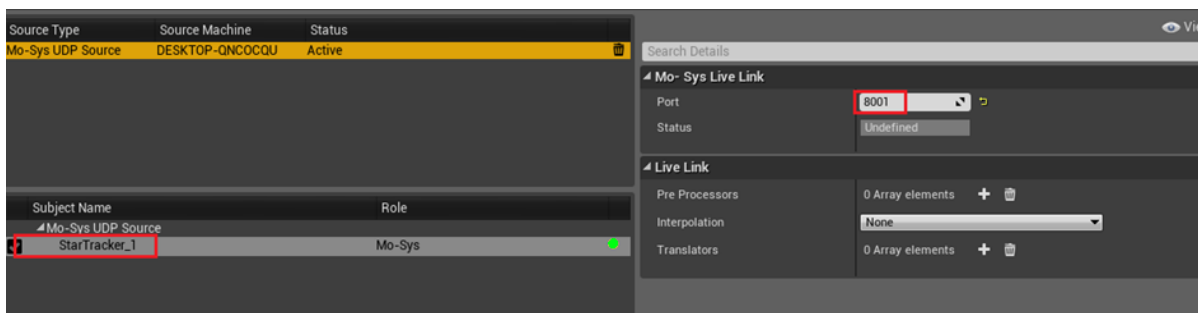 Source Type Source Machine Status
Mo-Sys UDP Source DESKTOP-QNCOCQU Active
Subject Name Role
Mo-Sys UDP Source
StarTracker_1 Mo-Sys
Vi
Search Details
Mo- Sys Live Link
Port 8001
Status Undefined
Live Link
Pre Processors 0 Array elements
Interpolation None
Translators 0 Array elements